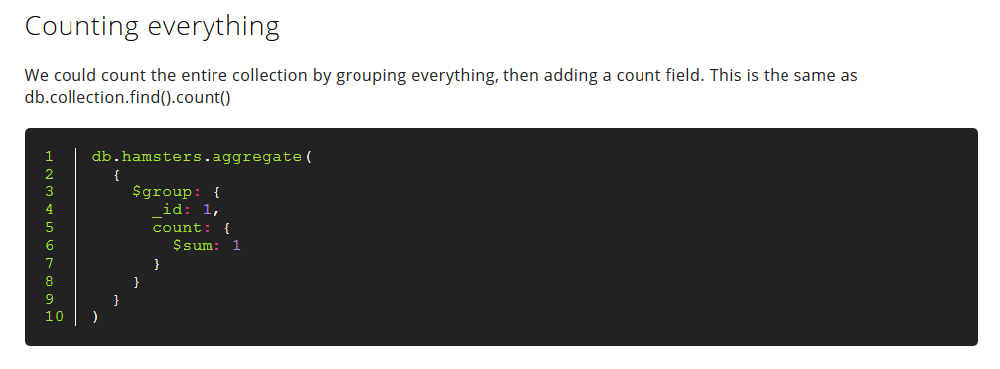 Counting everything
We could count the entire collection by grouping everything, then adding a count field. This is the same as
db.collection.find().count()
1 db.hamsters.aggregate(
2 {
3 $group: {
4 _id: 1,
5 count: {
6 $sum: 1
7 }
8 }
9 }
10 )